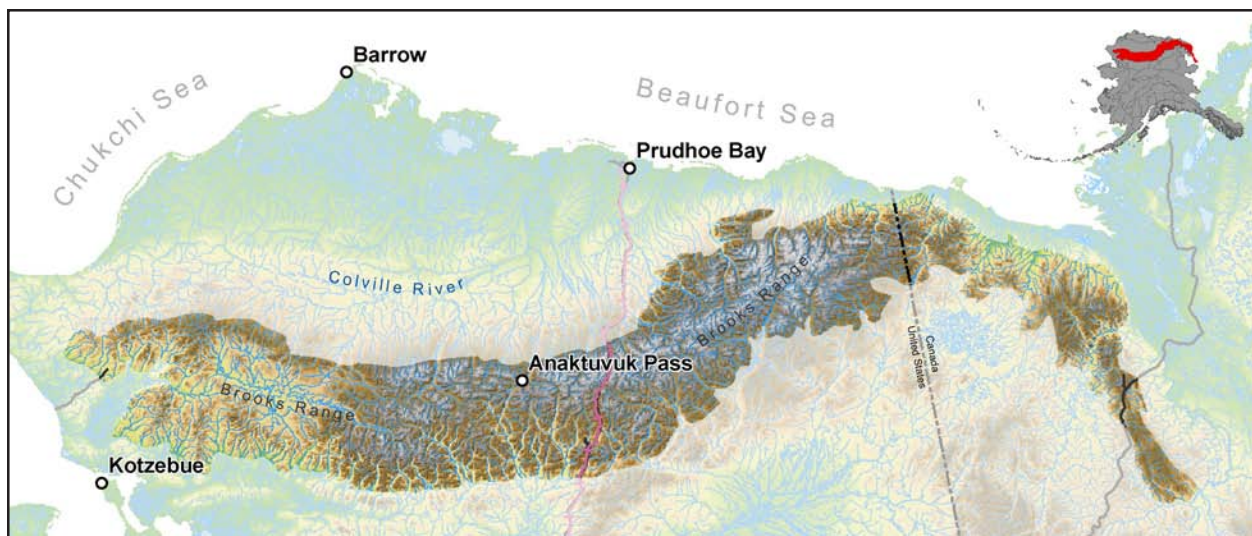 Barrow
Chukchi Sea
Beaufort Sea
Prudhoe Bay
Colville River
Brooks Range
Canada
United States
Anaktuvuk Pass
Brooks Range
Kotzebue